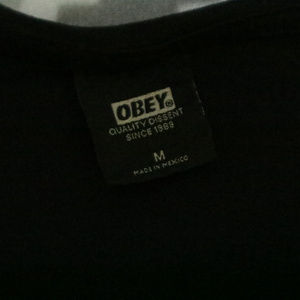 OBEY®
QUALITY DISSENT
SINCE 1989
M
MADE IN MEXICO